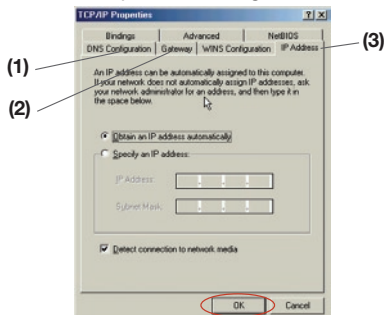 TCP/IP Properties ? X
Bindings Advanced NetBIOS
DNS Configuration Gateway WINS Configuration IP Address
(1)
(2)
(3)
An IP address can be automatically assigned to this computer.
If your network does not automatically assign IP addresses, ask
your network administrator for an address, and then type it in
the space below.
Obtain an IP address automatically
Specify an IP address:
IP Address:
Subnet Mask:
Detect connection to network media
OK Cancel